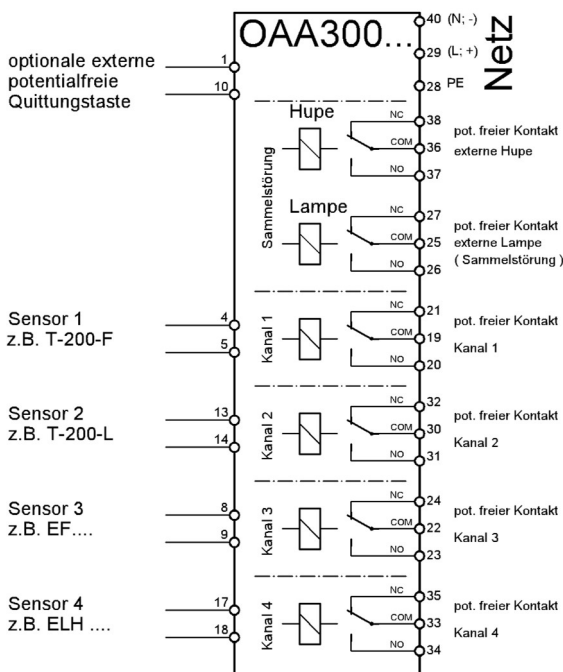 OAA300...
Netz
40 (N; -)
29 (L; +)
28 PE
optionale externe
potentialfreie
Quittungstaste
1
10
Sammelstörung
Hupe
NC
38
COM
36
NO
37
pot. freier Kontakt
externe Hupe
Lampe
NC
27
COM
25
NO
26
pot. freier Kontakt
externe Lampe
( Sammelstörung )
Sensor 1
z.B. T-200-F
4
5
Kanal 1
NC
21
COM
19
NO
20
pot. freier Kontakt
Kanal 1
Sensor 2
z.B. T-200-L
13
14
Kanal 2
NC
32
COM
30
NO
31
pot. freier Kontakt
Kanal 2
Sensor 3
z.B. EF....
8
9
Kanal 3
NC
24
COM
22
NO
23
pot. freier Kontakt
Kanal 3
Sensor 4
z.B. ELH ....
17
18
Kanal 4
NC
35
COM
33
NO
34
pot. freier Kontakt
Kanal 4